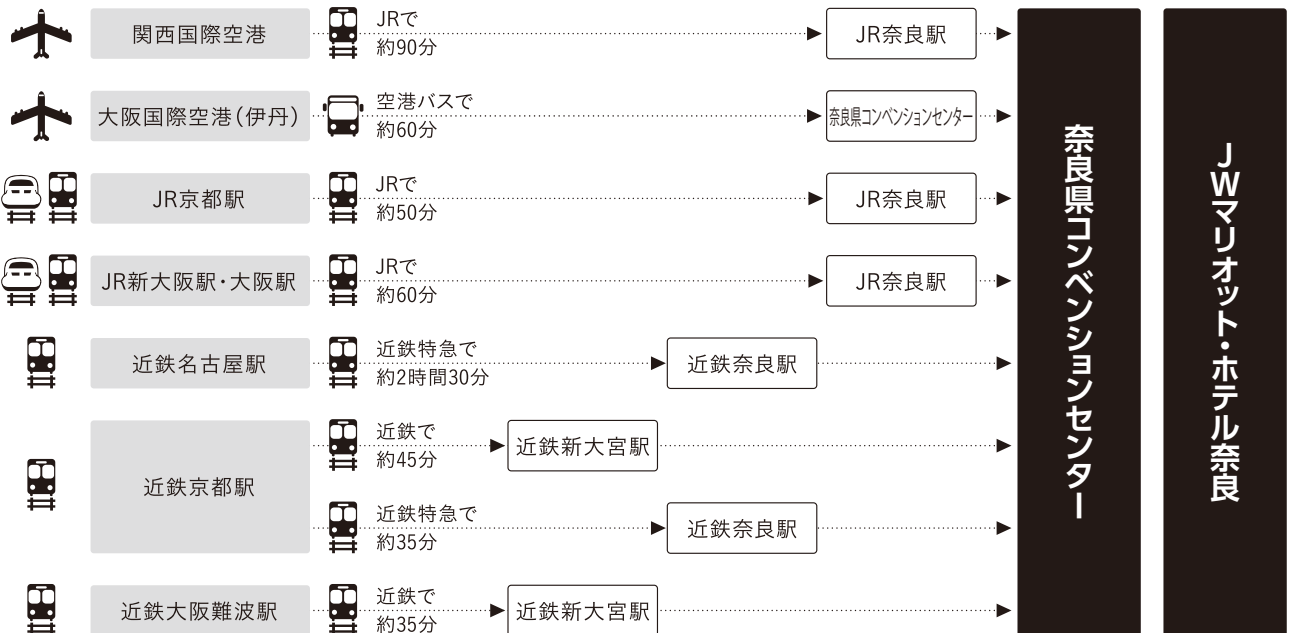 関西国際空港
JRで
約90分
JR奈良駅
大阪国際空港(伊丹)
空港バスで
約60分
奈良県コンベンションセンター
JR京都駅
JRで
約50分
JR奈良駅
JR新大阪駅・大阪駅
JRで
約60分
JR奈良駅
近鉄名古屋駅
近鉄特急で
約2時間30分
近鉄奈良駅
近鉄京都駅
近鉄で
約45分
近鉄新大宮駅
近鉄特急で
約35分
近鉄奈良駅
近鉄大阪難波駅
近鉄で
約35分
近鉄新大宮駅
奈良県コンベンションセンター
JWマリオット・ホテル奈良